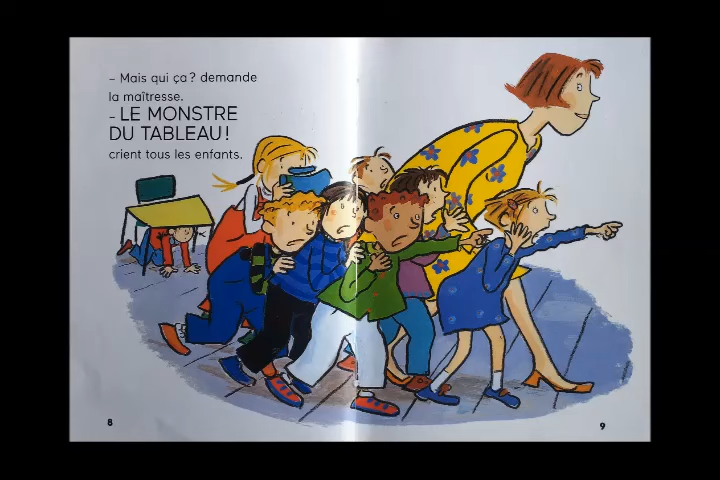 – Mais qui ça ? demande
la maîtresse.
– LE MONSTRE
DU TABLEAU !
crient tous les enfants.
8
9